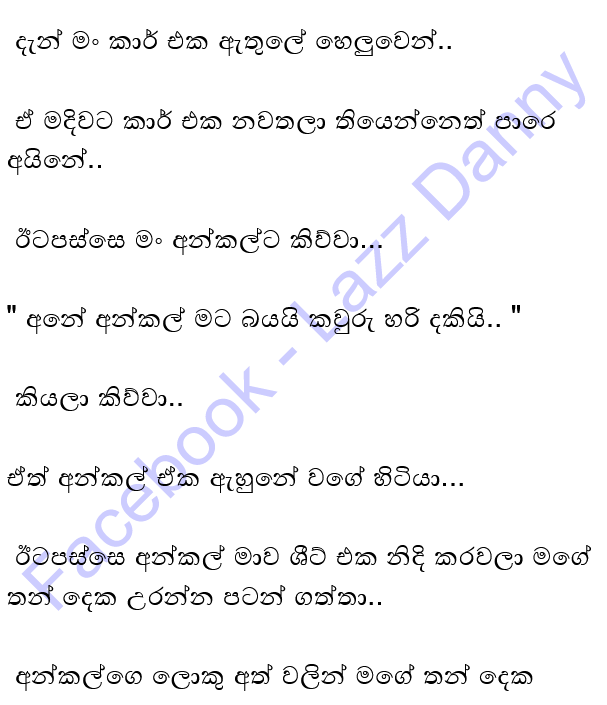 දැන් මං කාර් එක ඇතුලේ හෙලුවෙන්..
ඒ මදිවට කාර් එක නවතලා තියෙන්නෙත් පාරෙ
අයිනේ..
ඊටපස්සෙ මං අන්කල්ට කිව්වා...
" අනේ අන්කල් මට බයයි කවුරු හරි දකියි.. "
කියලා කිව්වා..
ඒත් අන්කල් ඒක ඇහුනේ වගේ හිටියා...
ඊටපස්සෙ අන්කල් මාව ශීට් එක නිදි කරවලා මගේ
තන් දෙක උරන්න පටන් ගත්තා..
අන්කල්ගෙ ලොකු අත් වලින් මගේ තන් දෙක
Facebook - Lazz Danny